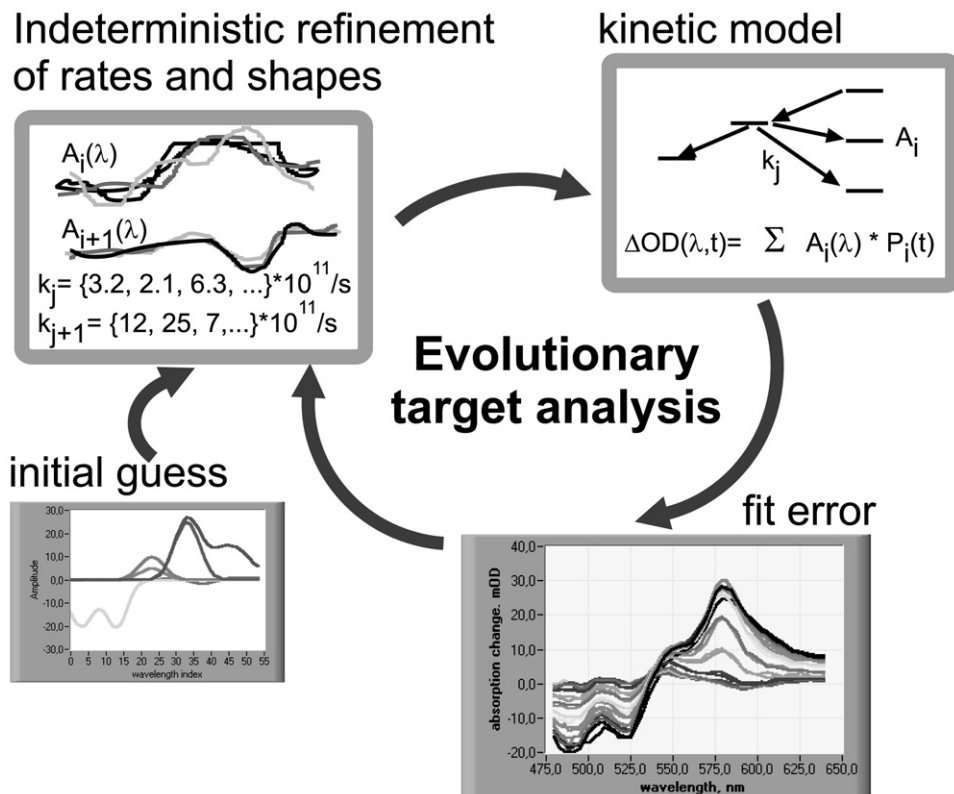 Indeterministic refinement
of rates and shapes
A_i(λ)
A_{i+1}(λ)
k_j= {3.2, 2.1, 6.3, ...}*10^11/s
k_{j+1}= {12, 25, 7,...}*10^11/s
kinetic model
A_i
k_j
ΔOD(λ,t)= Σ A_i(λ) * P_i(t)
Evolutionary
target analysis
initial guess
30,0
20,0
10,0
0,0
-10,0
-20,0
-30,0
Amplitude
0 5 10 15 20 25 30 35 40 45 50 55
wavelength index
fit error
40,0
30,0
20,0
10,0
0,0
-10,0
-20,0
absorption change. mOD
475,0 500,0 525,0 550,0 575,0 600,0 625,0 650,0
wavelength, nm